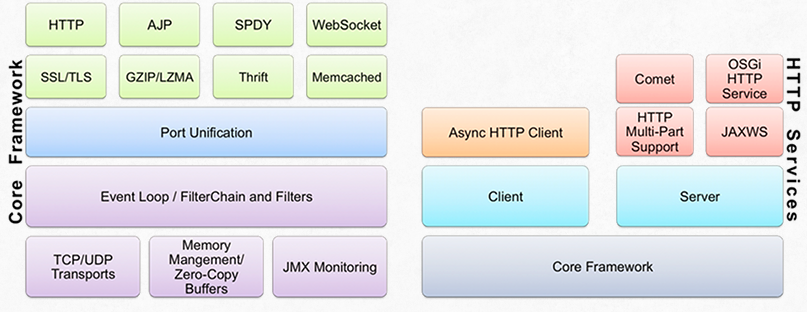 Core Framework
HTTP
AJP
SPDY
WebSocket
SSL/TLS
GZIP/LZMA
Thrift
Memcached
Port Unification
Event Loop / FilterChain and Filters
TCP/UDP
Transports
Memory
Mangement/
Zero-Copy
Buffers
JMX Monitoring
Comet
OSGi
HTTP
Service
Async HTTP Client
HTTP
Multi-Part
Support
JAXWS
Client
Server
Core Framework
HTTP Services